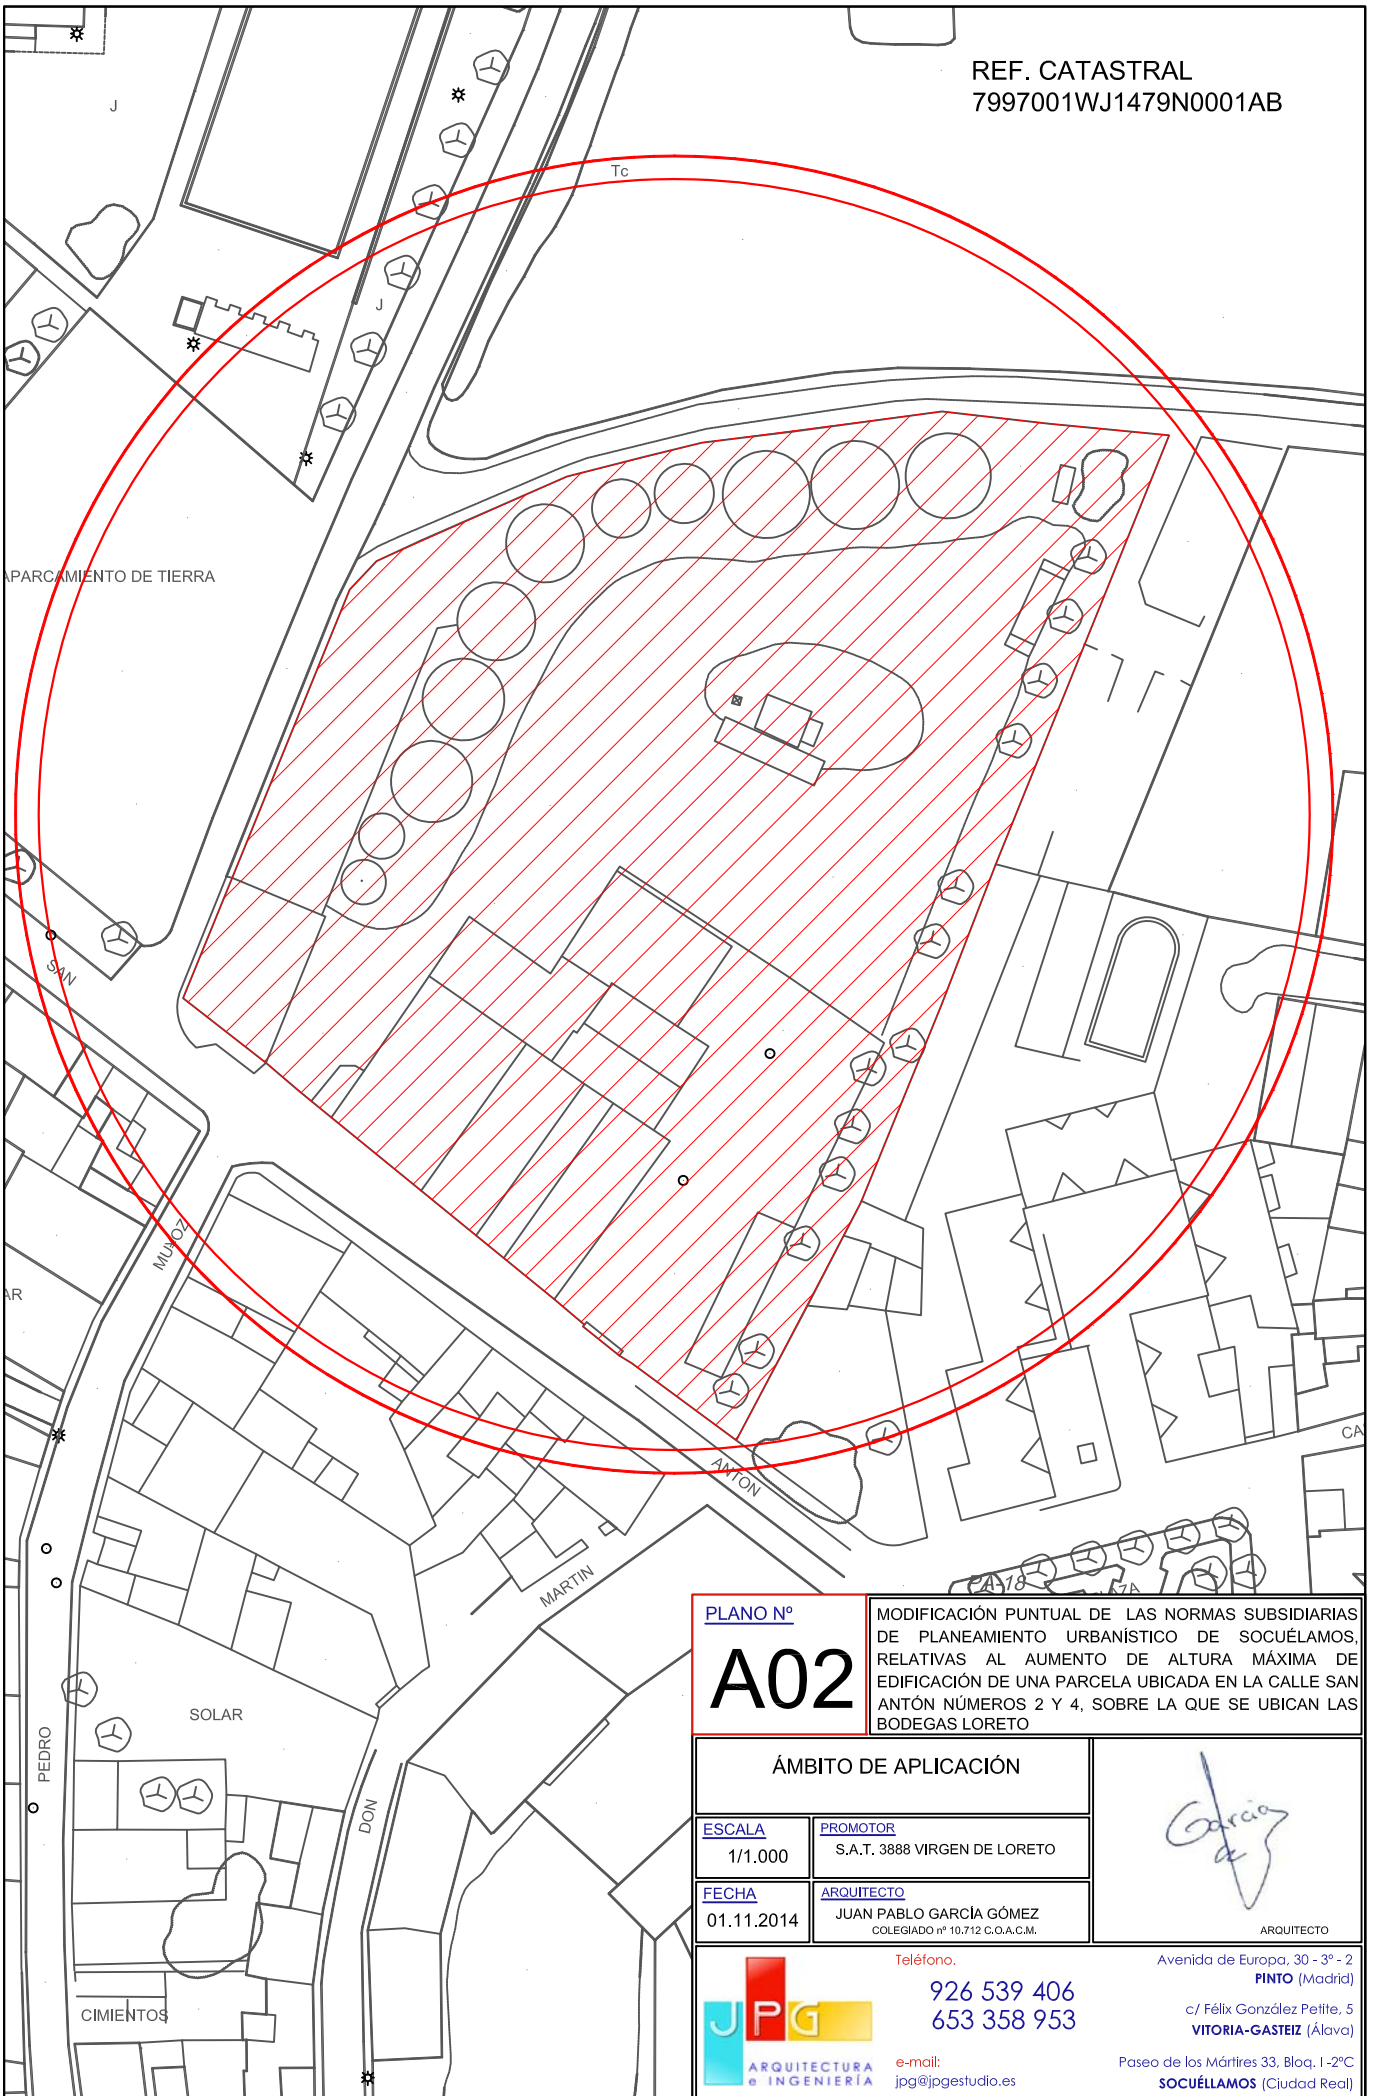 REF. CATASTRAL
7997001WJ1479N0001AB
J
Tc
J
APARCAMIENTO DE TIERRA
SAN
MUÑOZ
AR
ANTON
CA
MARTIN
PA-18
SOLAR
PEDRO
DON
CIMIENTOS
PLANO Nº
A02
MODIFICACIÓN PUNTUAL DE LAS NORMAS SUBSIDIARIAS
DE PLANEAMIENTO URBANÍSTICO DE SOCUÉLAMOS,
RELATIVAS AL AUMENTO DE ALTURA MÁXIMA DE
EDIFICACIÓN DE UNA PARCELA UBICADA EN LA CALLE SAN
ANTÓN NÚMEROS 2 Y 4, SOBRE LA QUE SE UBICAN LAS
BODEGAS LORETO
ÁMBITO DE APLICACIÓN
ESCALA
1/1.000
PROMOTOR
S.A.T. 3888 VIRGEN DE LORETO
FECHA
01.11.2014
ARQUITECTO
JUAN PABLO GARCÍA GÓMEZ
COLEGIADO nº 10.712 C.O.A.C.M.
García
ARQUITECTO
JPG
ARQUITECTURA
e INGENIERÍA
Teléfono.
926 539 406
653 358 953
e-mail:
jpg@jpgestudio.es
Avenida de Europa, 30 - 3º - 2
PINTO (Madrid)
c/ Félix González Petite, 5
VITORIA-GASTEIZ (Álava)
Paseo de los Mártires 33, Bloq. I -2ºC
SOCUÉLLAMOS (Ciudad Real)